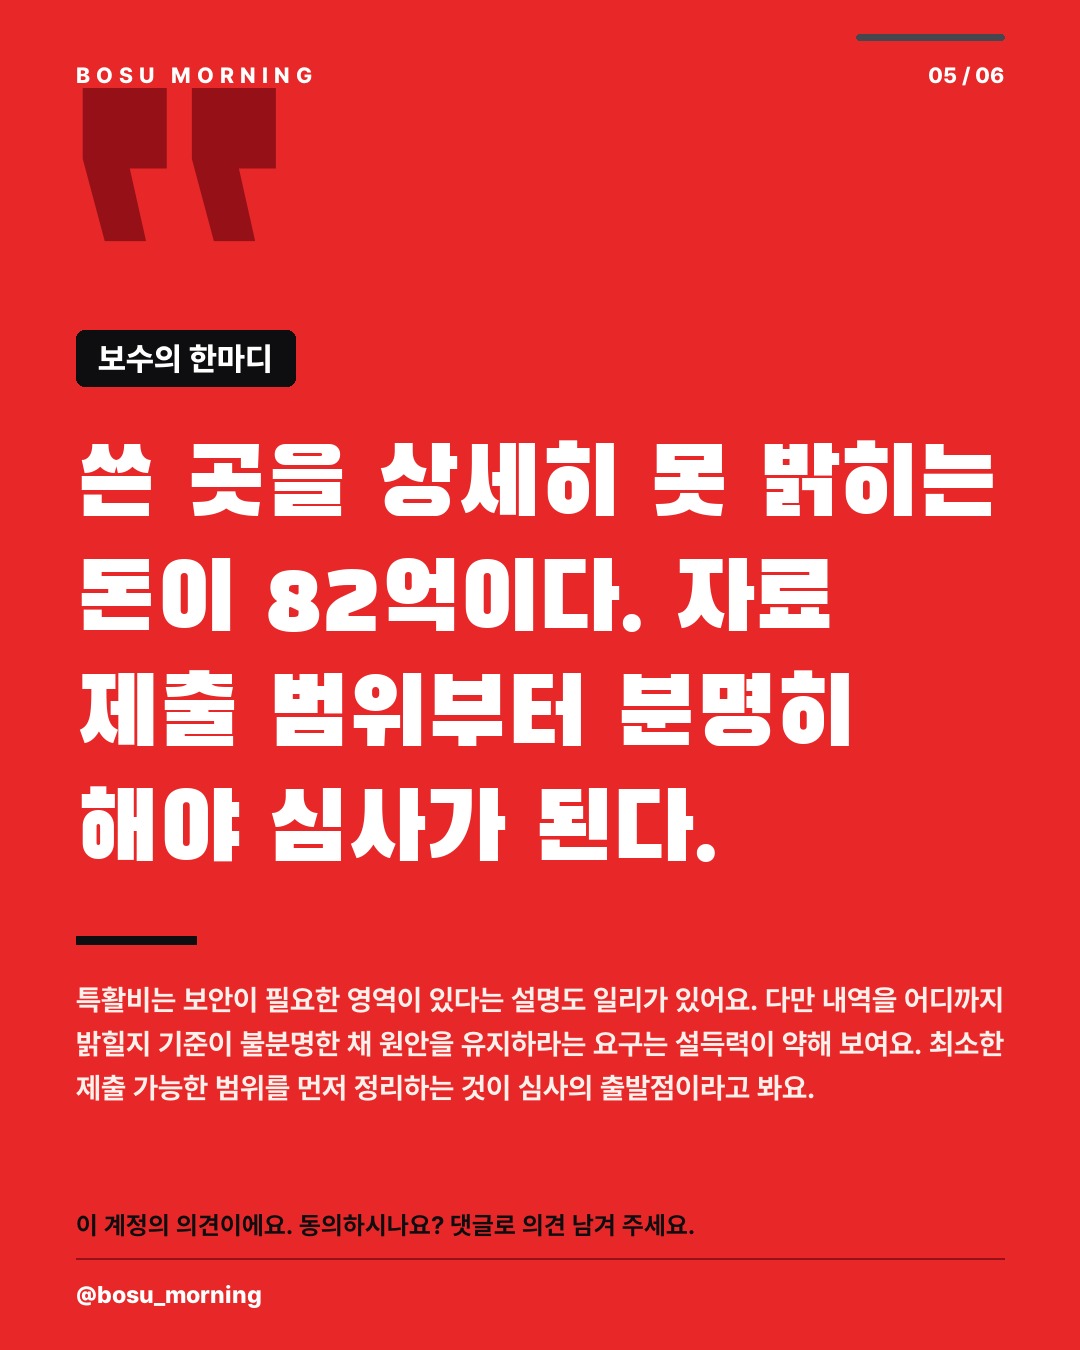 BOSU MORNING
05 / 06
보수의 한마디
쓴 곳을 상세히 못 밝히는
돈이 82억이다. 자료
제출 범위부터 분명히
해야 심사가 된다.
특활비는 보안이 필요한 영역이 있다는 설명도 일리가 있어요. 다만 내역을 어디까지
밝힐지 기준이 불분명한 채 원안을 유지하라는 요구는 설득력이 약해 보여요. 최소한
제출 가능한 범위를 먼저 정리하는 것이 심사의 출발점이라고 봐요.
이 계정의 의견이에요. 동의하시나요? 댓글로 의견 남겨 주세요.
@bosu_morning